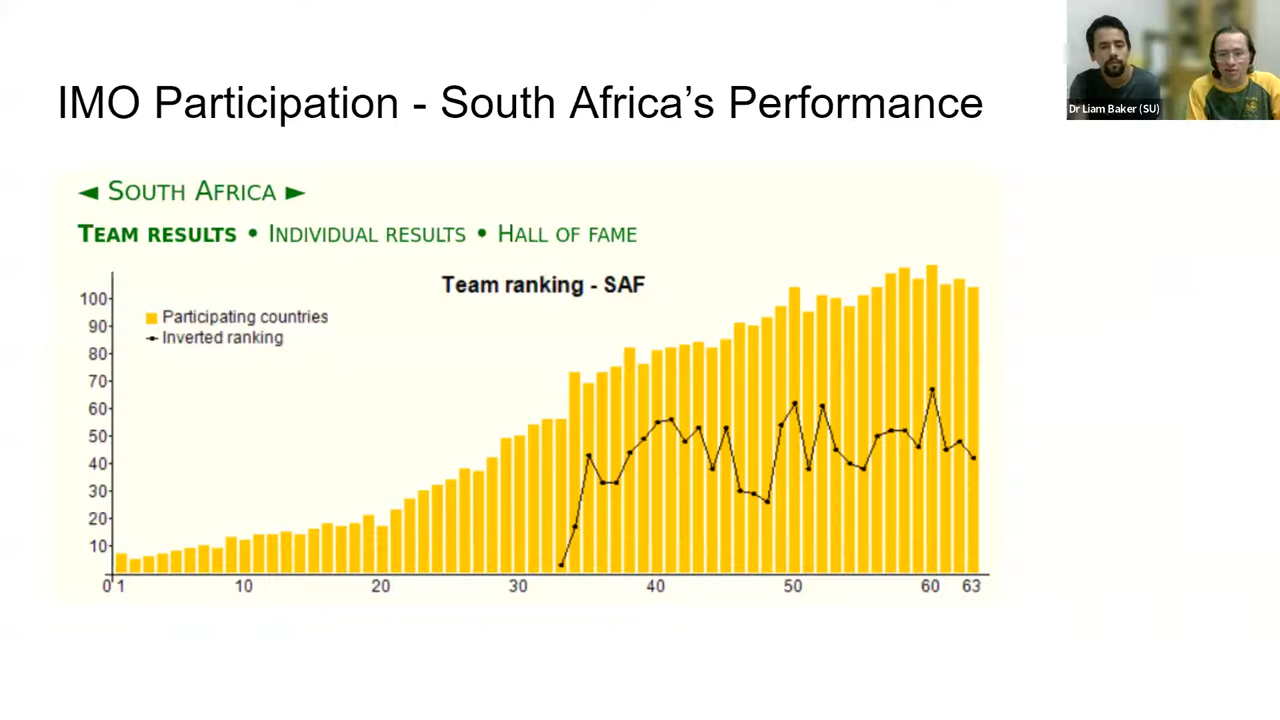 IMO Participation - South Africa's Performance
Dr Liam Baker (SU)
◄ SOUTH AFRICA ►
TEAM RESULTS • INDIVIDUAL RESULTS • HALL OF FAME
Team ranking - SAF
Participating countries
Inverted ranking
100
90
80
70
60
50
40
30
20
10
0 1 10 20 30 40 50 60 63